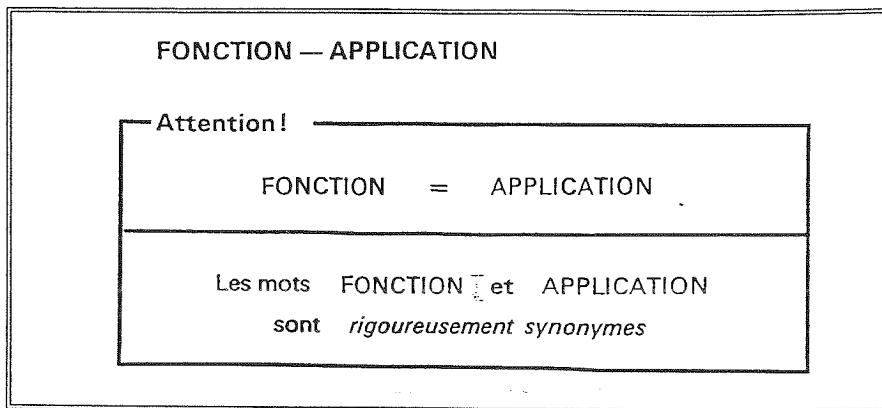 FONCTION — APPLICATION
Attention!
FONCTION = APPLICATION
Les mots FONCTION et APPLICATION
sont rigoureusement synonymes